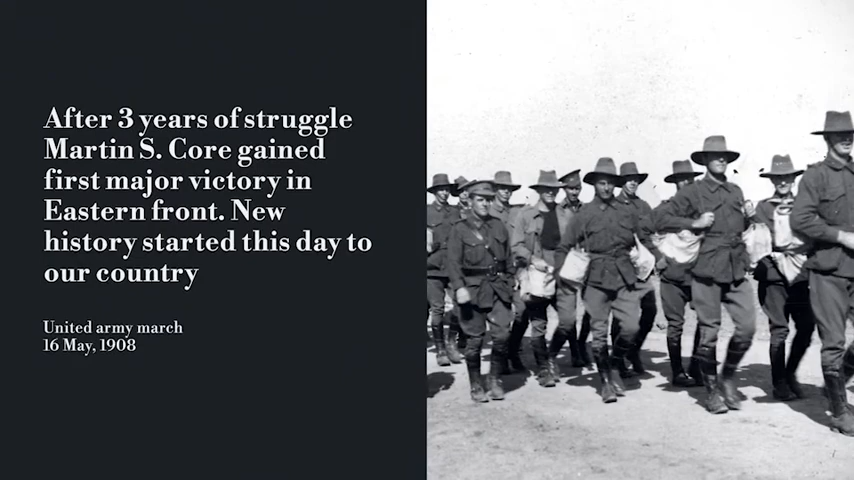 After 3 years of struggle
Martin S. Core gained
first major victory in
Eastern front. New
history started this day to
our country
United army march
16 May, 1908